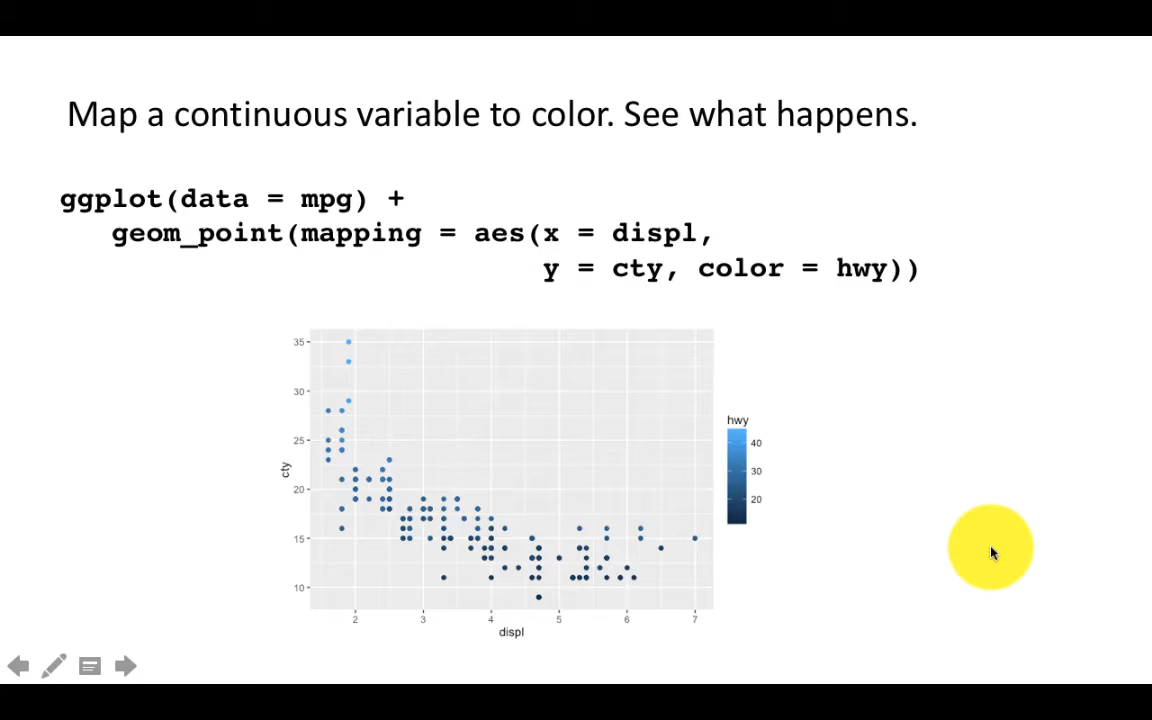 Map a continuous variable to color. See what happens.
ggplot(data = mpg) +
geom_point(mapping = aes(x = displ,
y = cty, color = hwy))
35
30
25
20
15
10
cty
2 3 4 5 6 7
displ
hwy
40
30
20